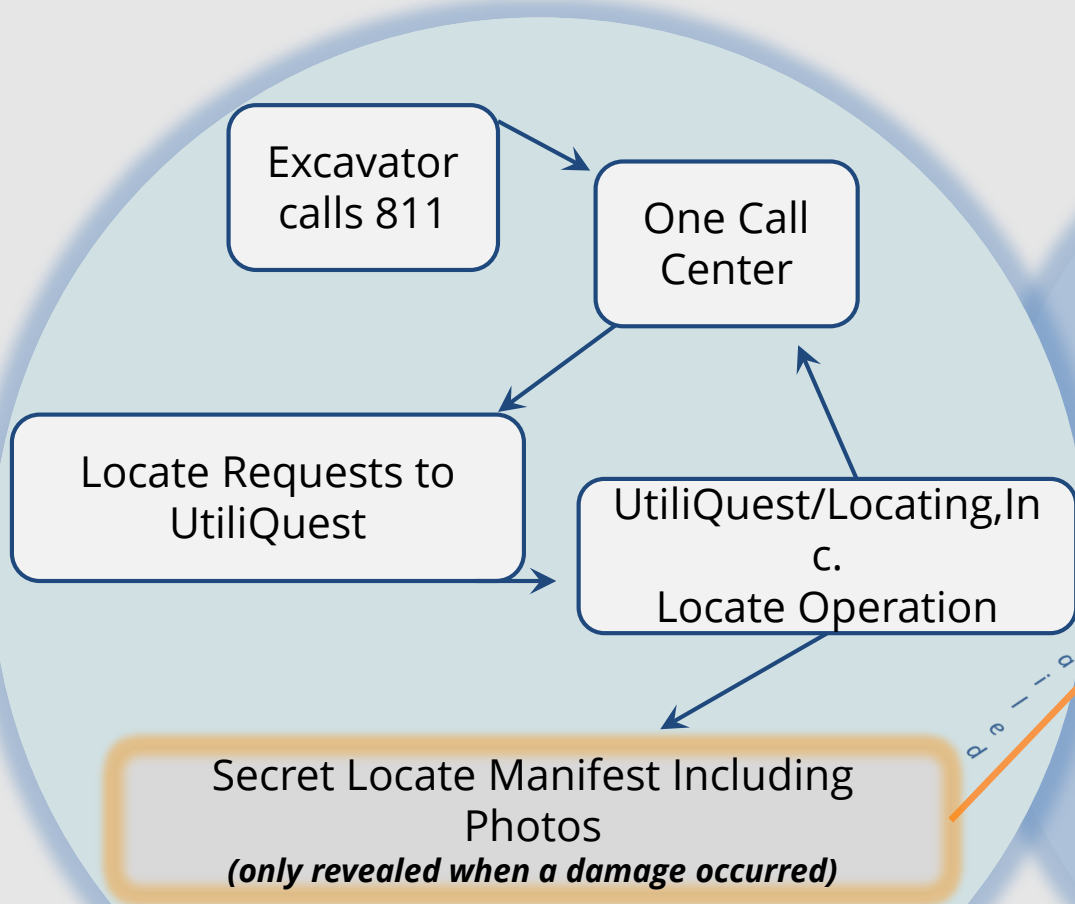 Excavator
calls 811
One Call
Center
Locate Requests to
UtiliQuest
UtiliQuest/Locating,In
c.
Locate Operation
Secret Locate Manifest Including
Photos
(only revealed when a damage occurred)